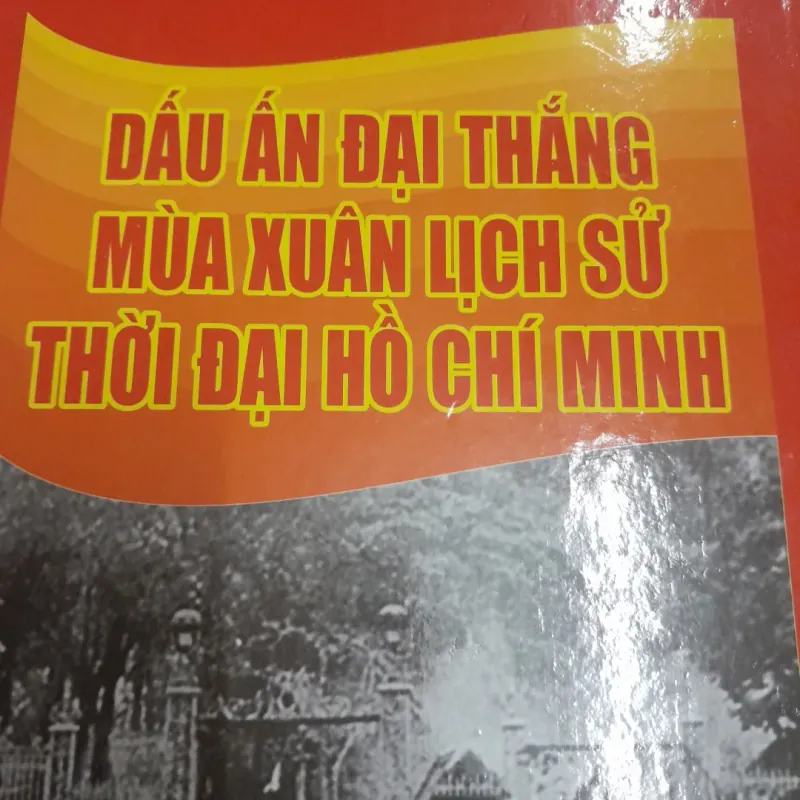 DẤU ẤN ĐẠI THẮNG
MÙA XUÂN LỊCH SỬ
THỜI ĐẠI HỒ CHÍ MINH